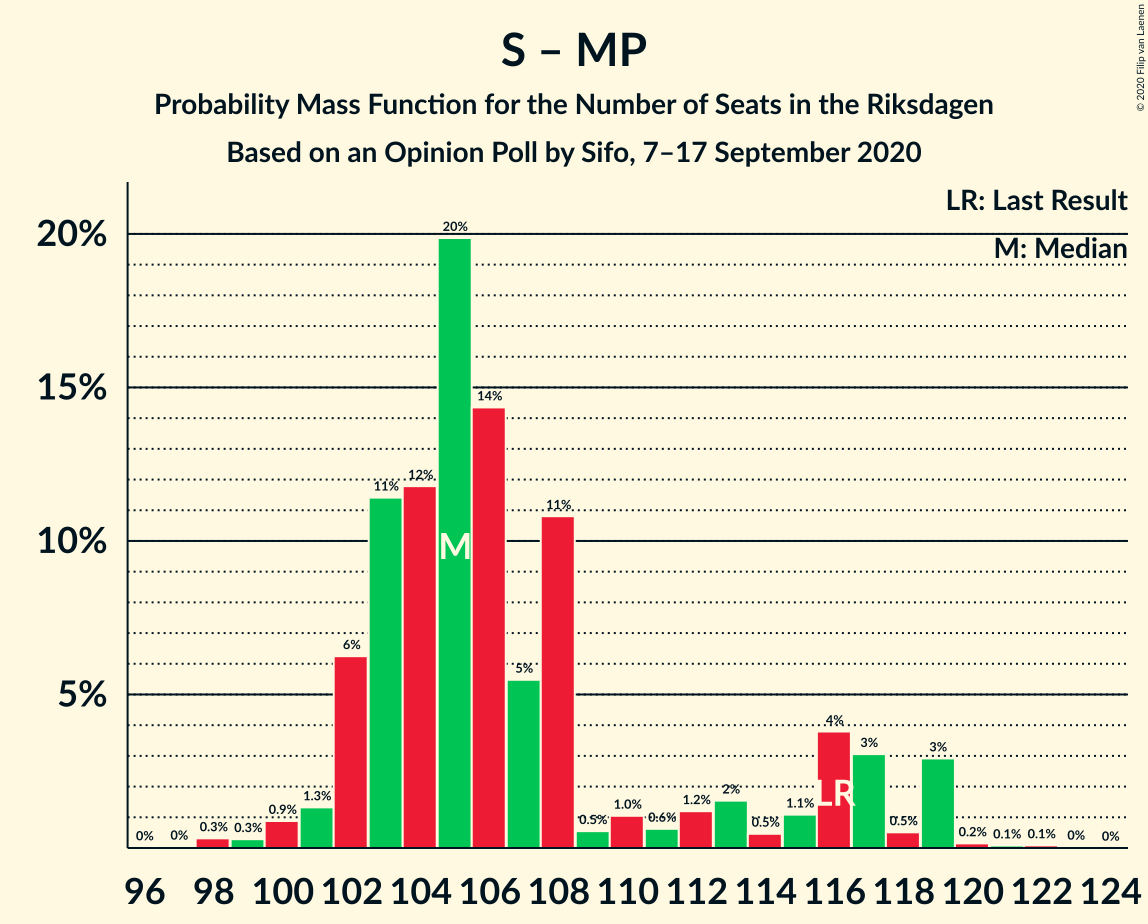 S – MP
Probability Mass Function for the Number of Seats in the Riksdagen
Based on an Opinion Poll by Sifo, 7–17 September 2020
© 2020 Filip van Laenen
LR: Last Result
M: Median
20%
15%
10%
5%
0% 0% 0.3% 0.3% 0.9% 1.3% 6% 11% 12% 20% 14% 5% 11% 0.5% 1.0% 0.6% 1.2% 2% 0.5% 1.1% 4% 3% 0.5% 3% 0.2% 0.1% 0.1% 0% 0%
M
LR
96 98 100 102 104 106 108 110 112 114 116 118 120 122 124